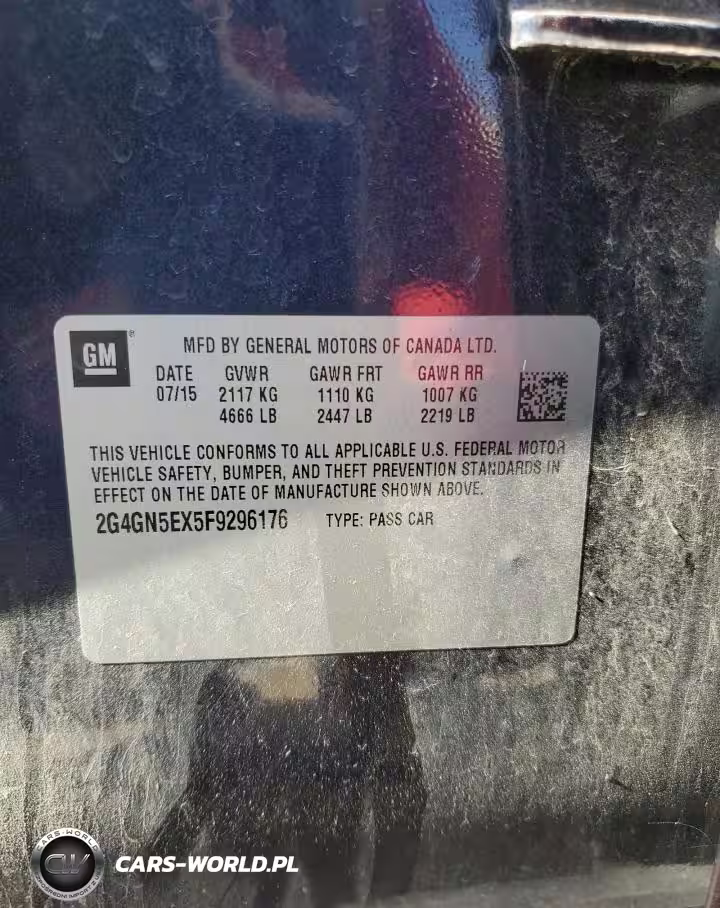 GM ®
MFD BY GENERAL MOTORS OF CANADA LTD.
DATE GVWR GAWR FRT GAWR RR
07/15 2117 KG 1110 KG 1007 KG
4666 LB 2447 LB 2219 LB
THIS VEHICLE CONFORMS TO ALL APPLICABLE U.S. FEDERAL MOTOR
VEHICLE SAFETY, BUMPER, AND THEFT PREVENTION STANDARDS IN
EFFECT ON THE DATE OF MANUFACTURE SHOWN ABOVE.
2G4GN5EX5F9296176 TYPE: PASS CAR
CARS-WORLD
CW
CARS-WORLD.PL